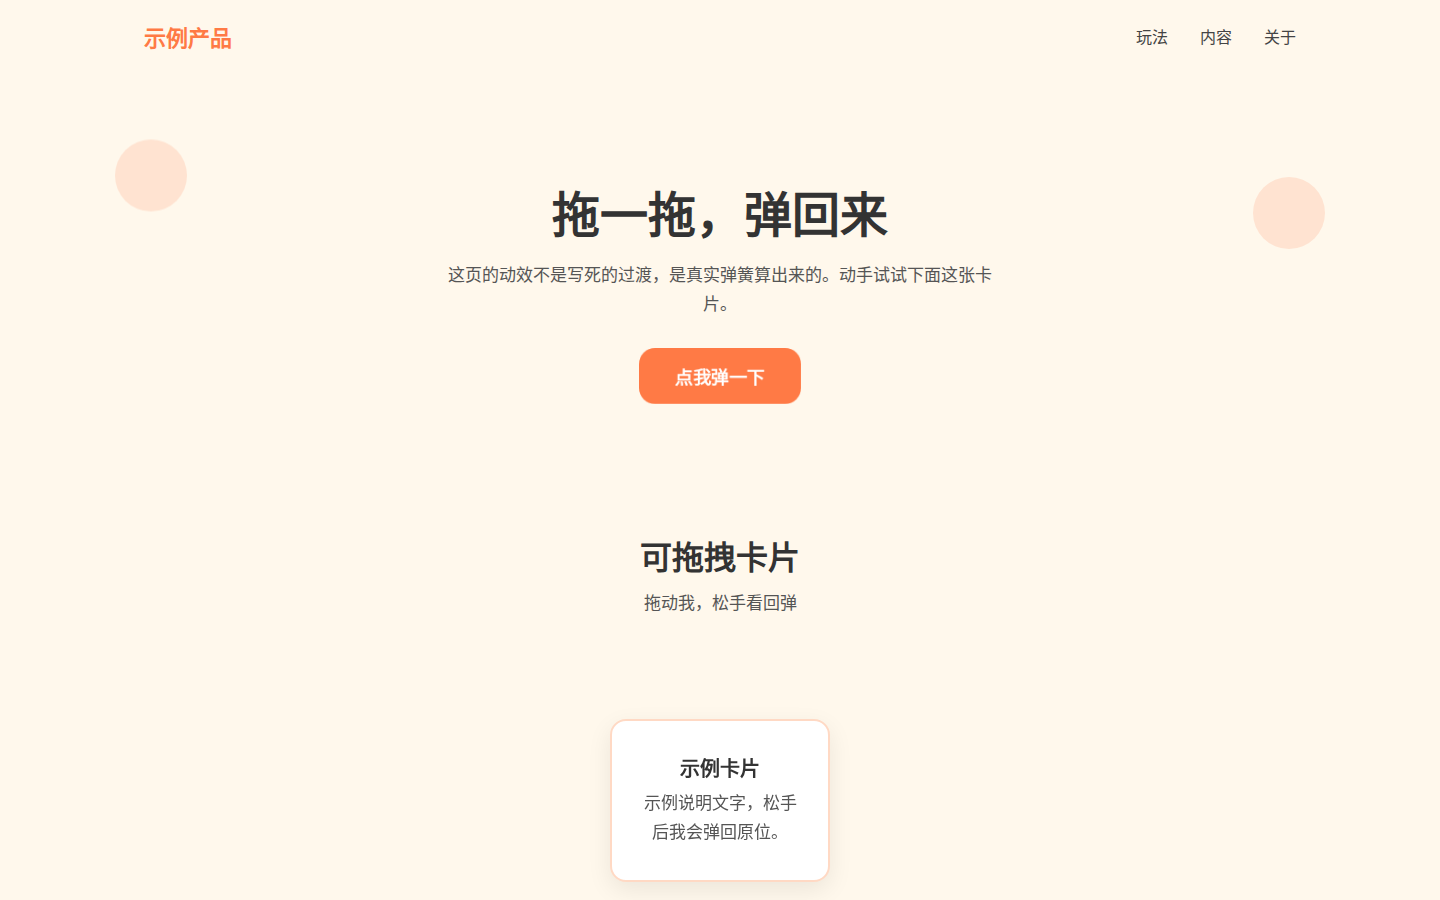 示例产品
玩法 内容 关于
拖一拖，弹回来
这页的动效不是写死的过渡，是真实弹簧算出来的。动手试试下面这张卡
片。
点我弹一下
可拖拽卡片
拖动我，松手看回弹
示例卡片
示例说明文字，松手
后我会弹回原位。